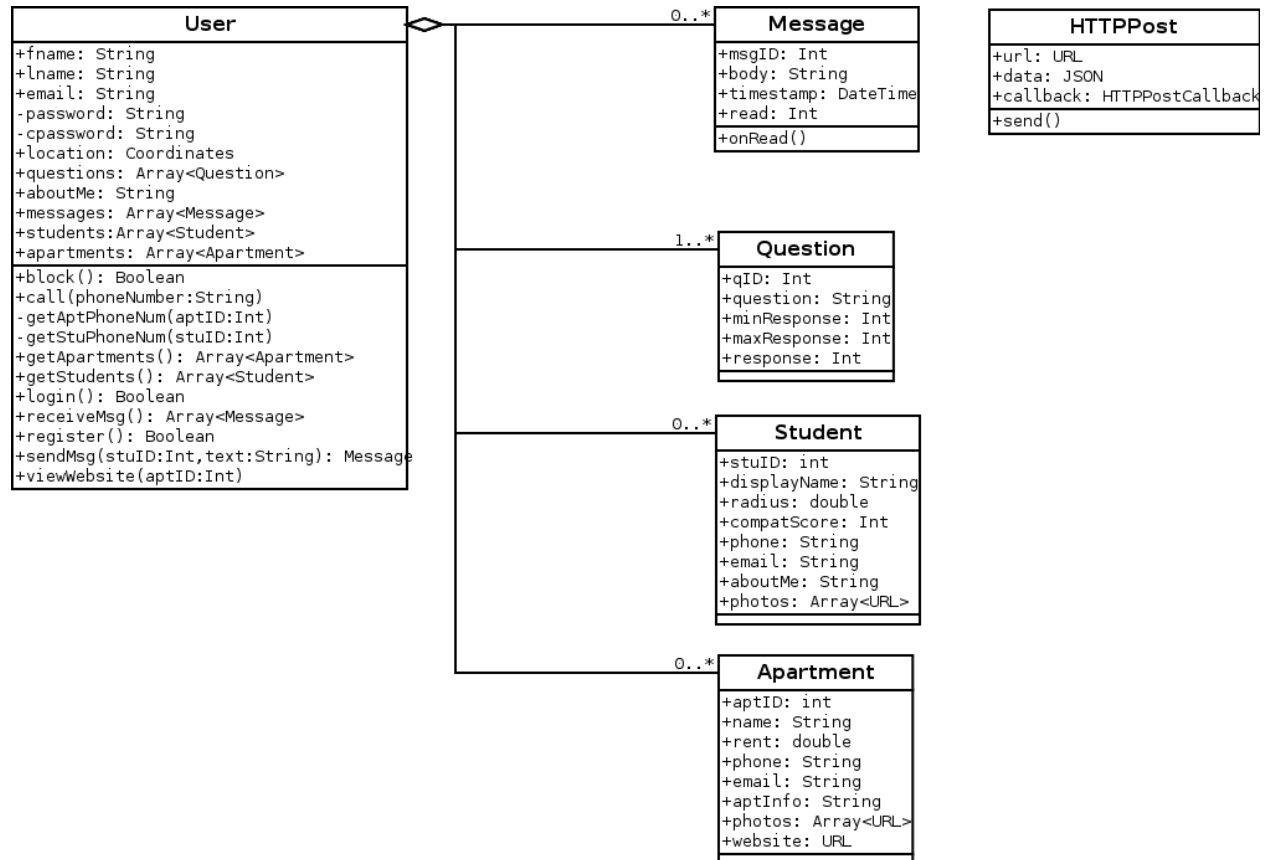 User
+fname: String
+lname: String
+email: String
-password: String
-cpassword: String
+location: Coordinates
+questions: Array<Question>
+aboutMe: String
+messages: Array<Message>
+students:Array<Student>
+apartments: Array<Apartment>
+block(): Boolean
+call(phoneNumber:String)
-getAptPhoneNum(aptID:Int)
-getStuPhoneNum(stuID:Int)
+getApartments(): Array<Apartment>
+getStudents(): Array<Student>
+login(): Boolean
+receiveMsg(): Array<Message>
+register(): Boolean
+sendMsg(stuID:Int,text:String): Message
+viewWebsite(aptID:Int)
0..*
Message
+msgID: Int
+body: String
+timestamp: DateTime
+read: Int
+onRead()
HTTPPost
+url: URL
+data: JSON
+callback: HTTPPostCallback
+send()
1..*
Question
+qID: Int
+question: String
+minResponse: Int
+maxResponse: Int
+response: Int
0..*
Student
+stuID: int
+displayName: String
+radius: double
+compatScore: Int
+phone: String
+email: String
+aboutMe: String
+photos: Array<URL>
0..*
Apartment
+aptID: int
+name: String
+rent: double
+phone: String
+email: String
+aptInfo: String
+photos: Array<URL>
+website: URL